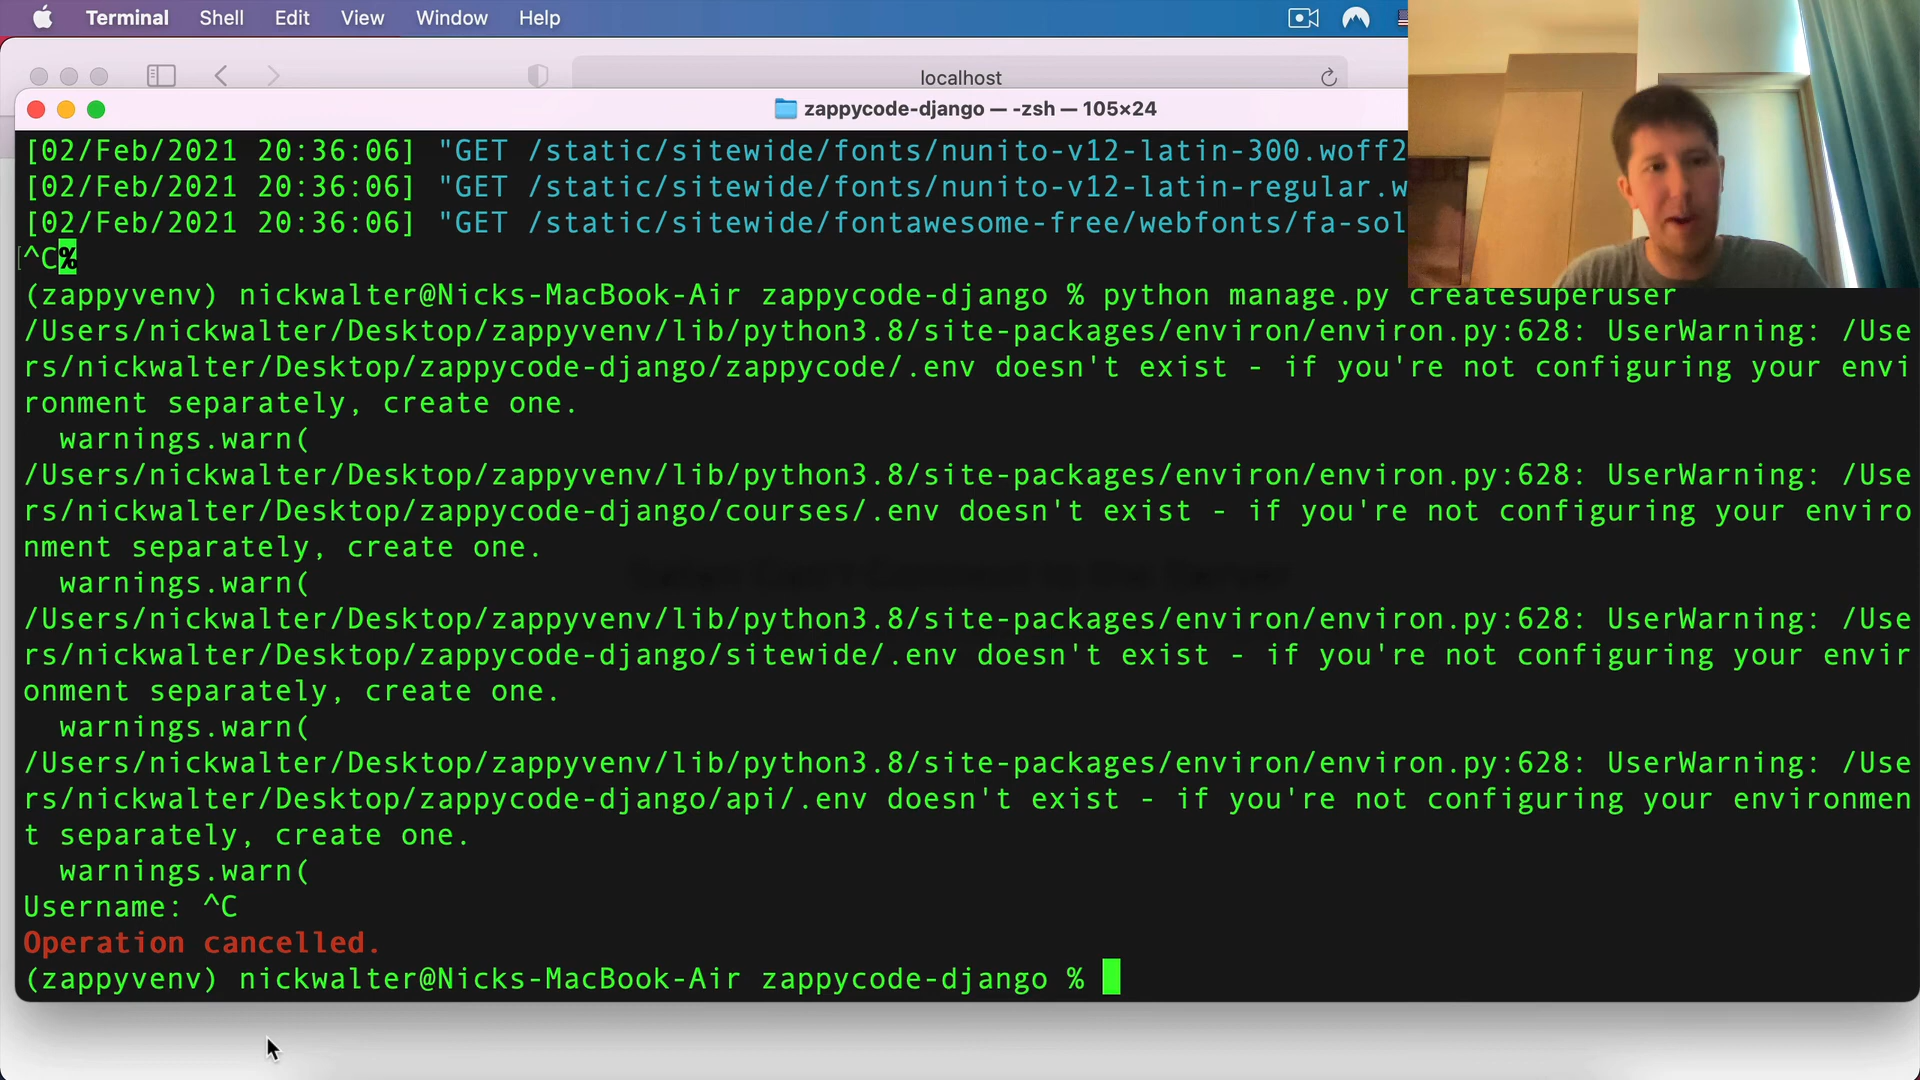 Terminal Shell Edit View Window Help
localhost
zappycode-django — -zsh — 105×24
[02/Feb/2021 20:36:06] "GET /static/sitewide/fonts/nunito-v12-latin-300.woff2
[02/Feb/2021 20:36:06] "GET /static/sitewide/fonts/nunito-v12-latin-regular.w
[02/Feb/2021 20:36:06] "GET /static/sitewide/fontawesome-free/webfonts/fa-sol
[^C%
(zappyvenv) nickwalter@Nicks-MacBook-Air zappycode-django % python manage.py createsuperuser
/Users/nickwalter/Desktop/zappyvenv/lib/python3.8/site-packages/environ/environ.py:628: UserWarning: /Use
rs/nickwalter/Desktop/zappycode-django/zappycode/.env doesn't exist - if you're not configuring your envi
ronment separately, create one.
  warnings.warn(
/Users/nickwalter/Desktop/zappyvenv/lib/python3.8/site-packages/environ/environ.py:628: UserWarning: /Use
rs/nickwalter/Desktop/zappycode-django/courses/.env doesn't exist - if you're not configuring your enviro
nment separately, create one.
  warnings.warn(
/Users/nickwalter/Desktop/zappyvenv/lib/python3.8/site-packages/environ/environ.py:628: UserWarning: /Use
rs/nickwalter/Desktop/zappycode-django/sitewide/.env doesn't exist - if you're not configuring your envir
onment separately, create one.
  warnings.warn(
/Users/nickwalter/Desktop/zappyvenv/lib/python3.8/site-packages/environ/environ.py:628: UserWarning: /Use
rs/nickwalter/Desktop/zappycode-django/api/.env doesn't exist - if you're not configuring your environmen
t separately, create one.
  warnings.warn(
Username: ^C
Operation cancelled.
(zappyvenv) nickwalter@Nicks-MacBook-Air zappycode-django %